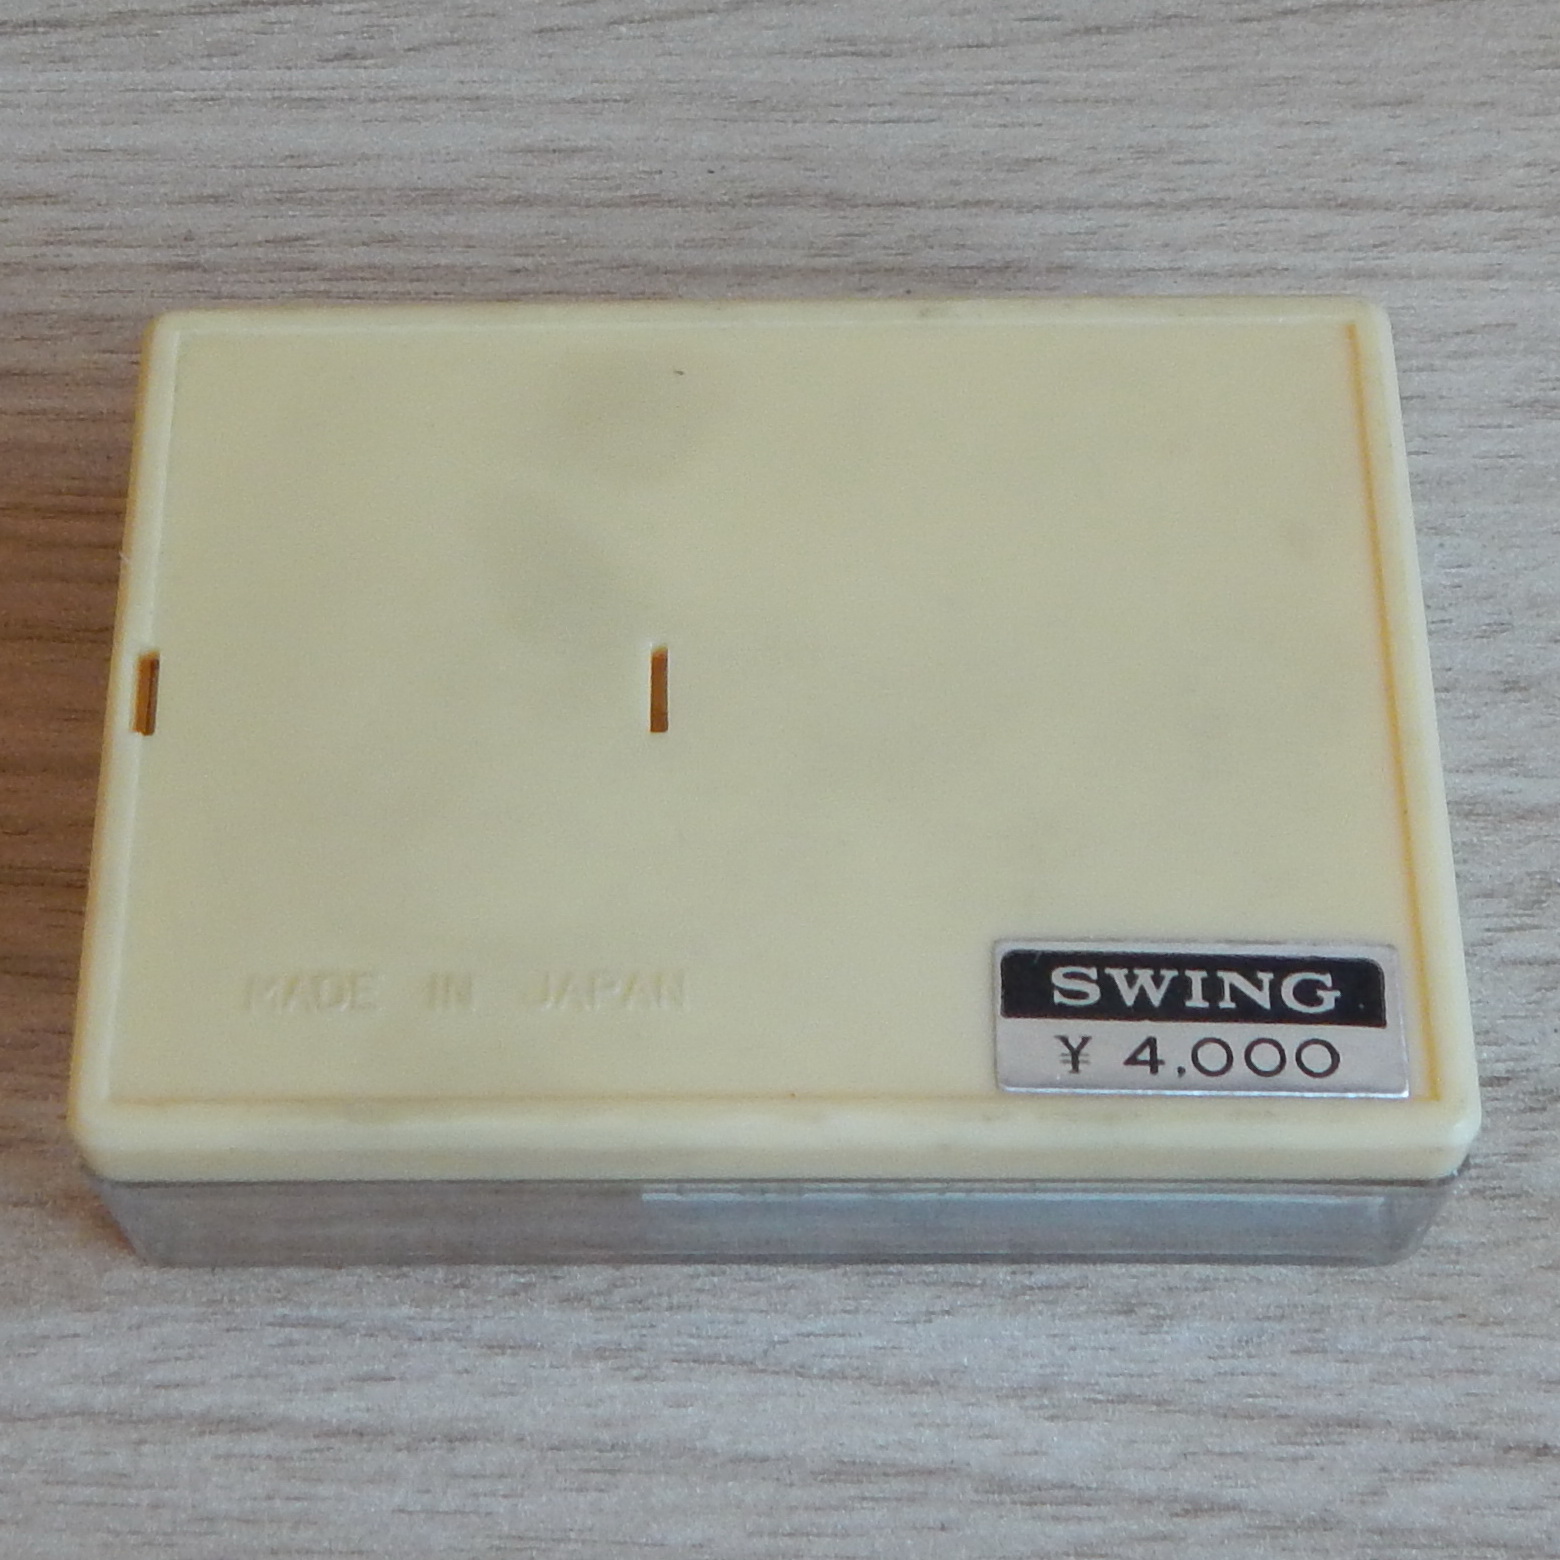 MADE IN JAPAN
SWING
¥ 4,000